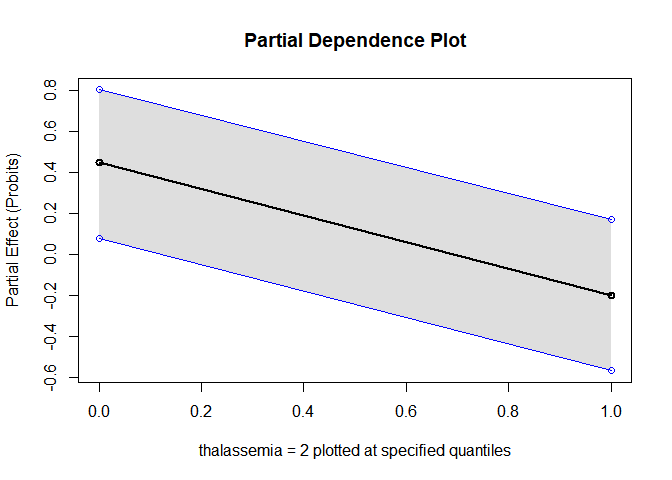 Partial Dependence Plot
Partial Effect (Probits)
0.8
0.6
0.4
0.2
0.0
-0.2
-0.4
-0.6
0.0 0.2 0.4 0.6 0.8 1.0
thalassemia = 2 plotted at specified quantiles